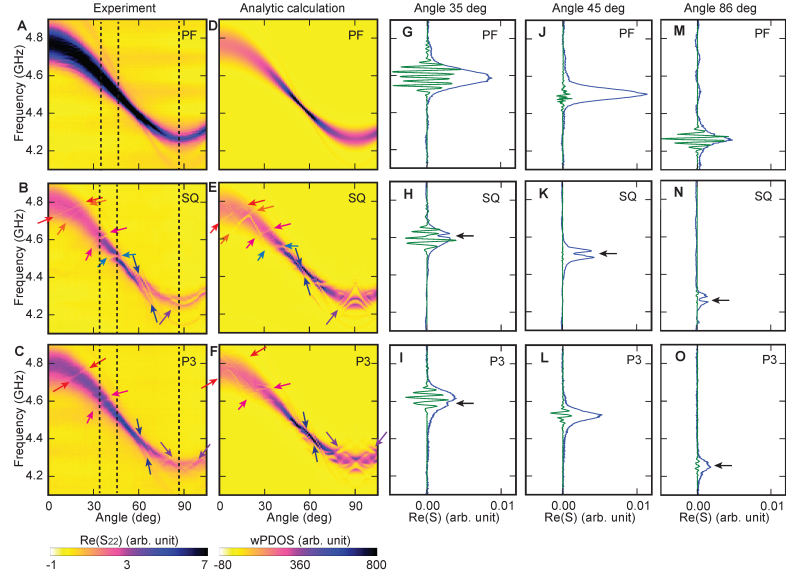 Experiment Analytic calculation Angle 35 deg Angle 45 deg Angle 86 deg
A PF D PF G PF J PF M PF
Frequency (GHz)
4.8
4.6
4.4
4.2
B SQ E SQ H SQ K SQ N SQ
Frequency (GHz)
4.8
4.6
4.4
4.2
C P3 F P3 I P3 L P3 O P3
Frequency (GHz)
4.8
4.6
4.4
4.2
0 30 60 90 0 30 60 90 0.00 0.01 0.00 0.01 0.00 0.01
Angle (deg) Angle (deg) Re(S) (arb. unit) Re(S) (arb. unit) Re(S) (arb. unit)
Re(S22) (arb. unit) wPDOS (arb. unit)
-1 3 7 -80 360 800